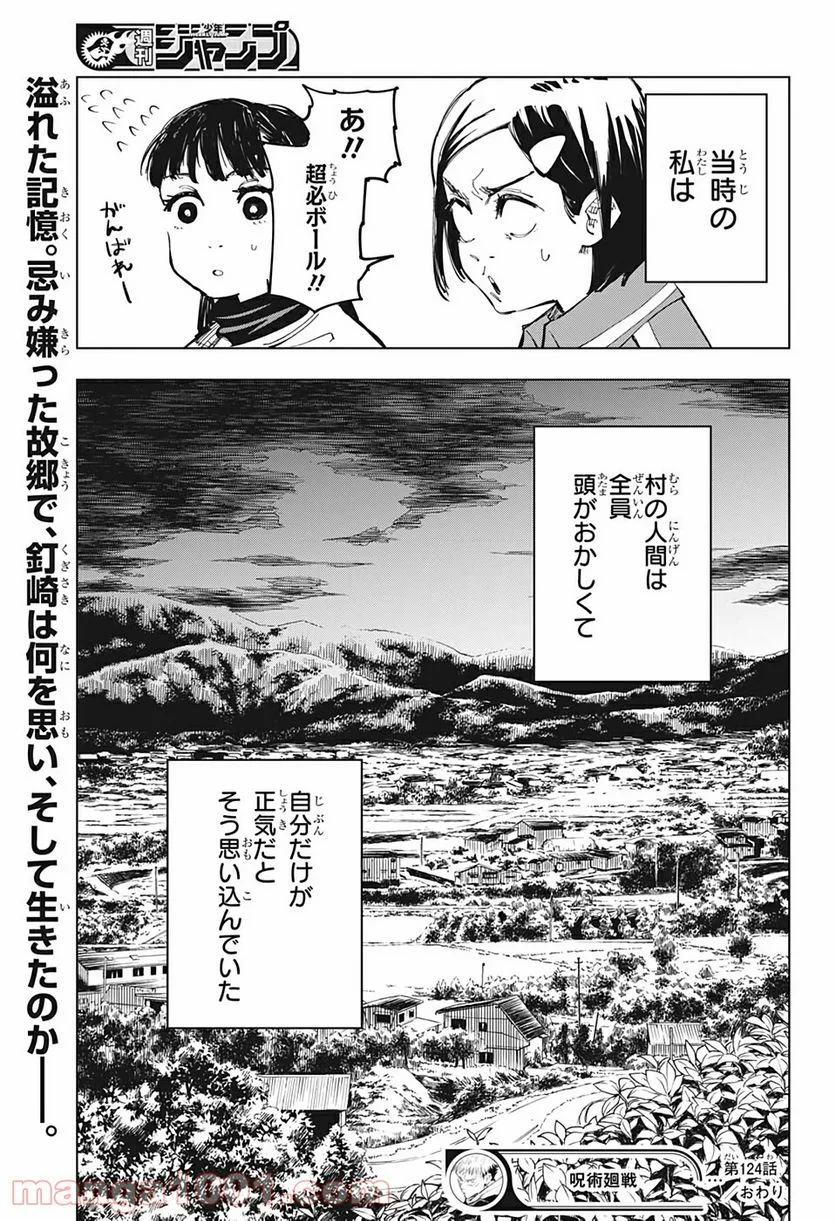 週刊
少年
ジャンプ
当時の
私は
あ!!
超必ボール!!
がんばれー
村の人間は
全員
頭がおかしくて
自分だけが
正気だと
そう思い込んでいた
溢れた記憶。忌み嫌った故郷で、釘崎は何を思い、そして生きたのか――。
呪術廻戦
…第124話
おわり
manga1001.com